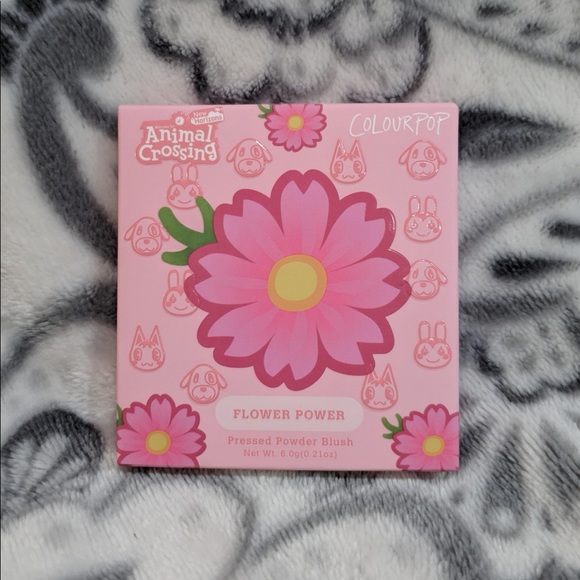 New Horizons
Animal
Crossing
COLOURPOP
FLOWER POWER
Pressed Powder Blush
Net Wt. 6.0g(0.21oz)